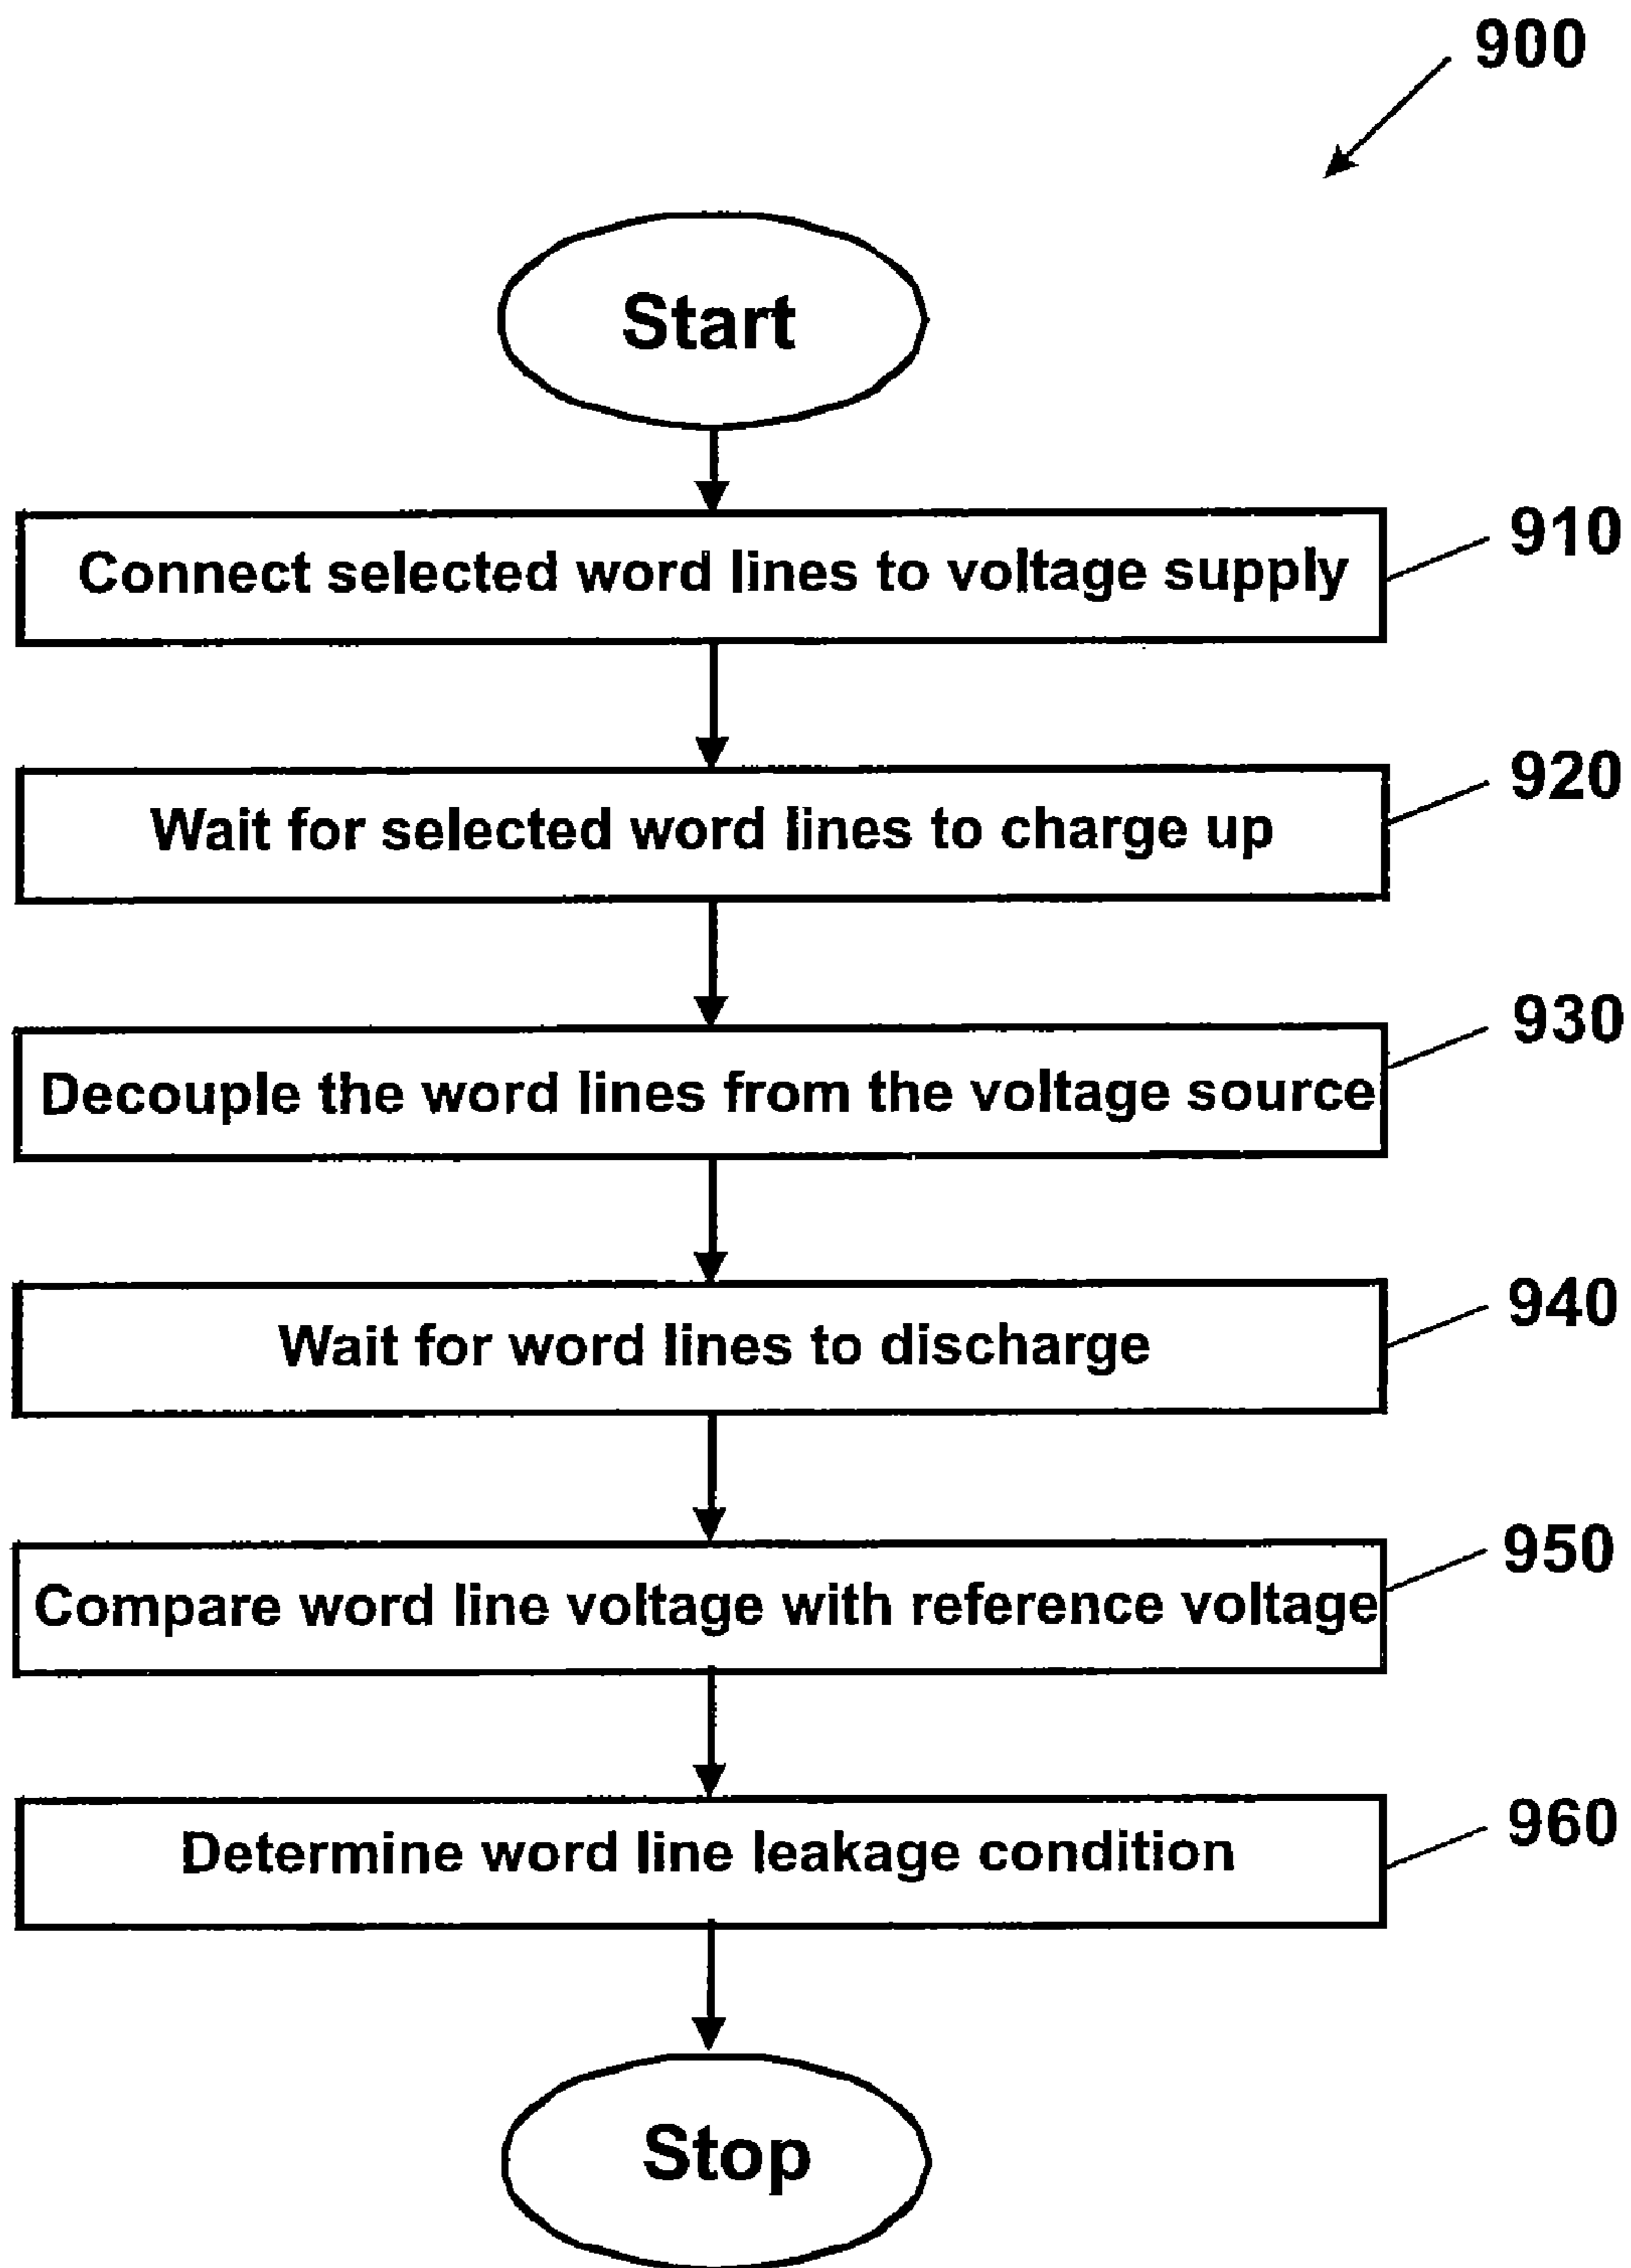 900
Start
Connect selected word lines to voltage supply
910
Wait for selected word lines to charge up
920
Decouple the word lines from the voltage source
930
Wait for word lines to discharge
940
Compare word line voltage with reference voltage
950
Determine word line leakage condition
960
Stop